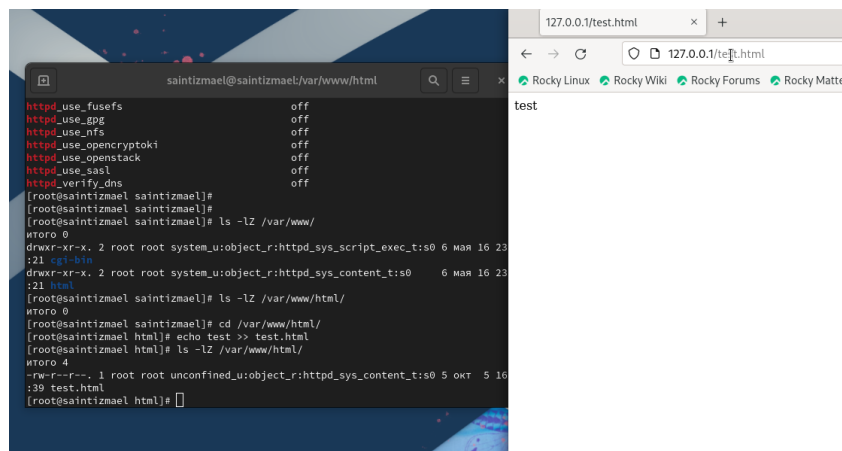 127.0.0.1/test.html
127.0.0.1/test.html
Rocky Linux Rocky Wiki Rocky Forums Rocky Matte
test
saintizmael@saintizmael:/var/www/html
httpd_use_fusefs off
httpd_use_gpg off
httpd_use_nfs off
httpd_use_opencryptoki off
httpd_use_openstack off
httpd_use_sasl off
httpd_verify_dns off
[root@saintizmael saintizmael]#
[root@saintizmael saintizmael]#
[root@saintizmael saintizmael]# ls -lZ /var/www/
итого 0
drwxr-xr-x. 2 root root system_u:object_r:httpd_sys_script_exec_t:s0 6 мая 16 23
:21 cgi-bin
drwxr-xr-x. 2 root root system_u:object_r:httpd_sys_content_t:s0 6 мая 16 23
:21 html
[root@saintizmael saintizmael]# ls -lZ /var/www/html/
итого 0
[root@saintizmael saintizmael]# cd /var/www/html/
[root@saintizmael html]# echo test >> test.html
[root@saintizmael html]# ls -lZ /var/www/html/
итого 4
-rw-r--r--. 1 root root unconfined_u:object_r:httpd_sys_content_t:s0 5 окт 5 16
:39 test.html
[root@saintizmael html]#